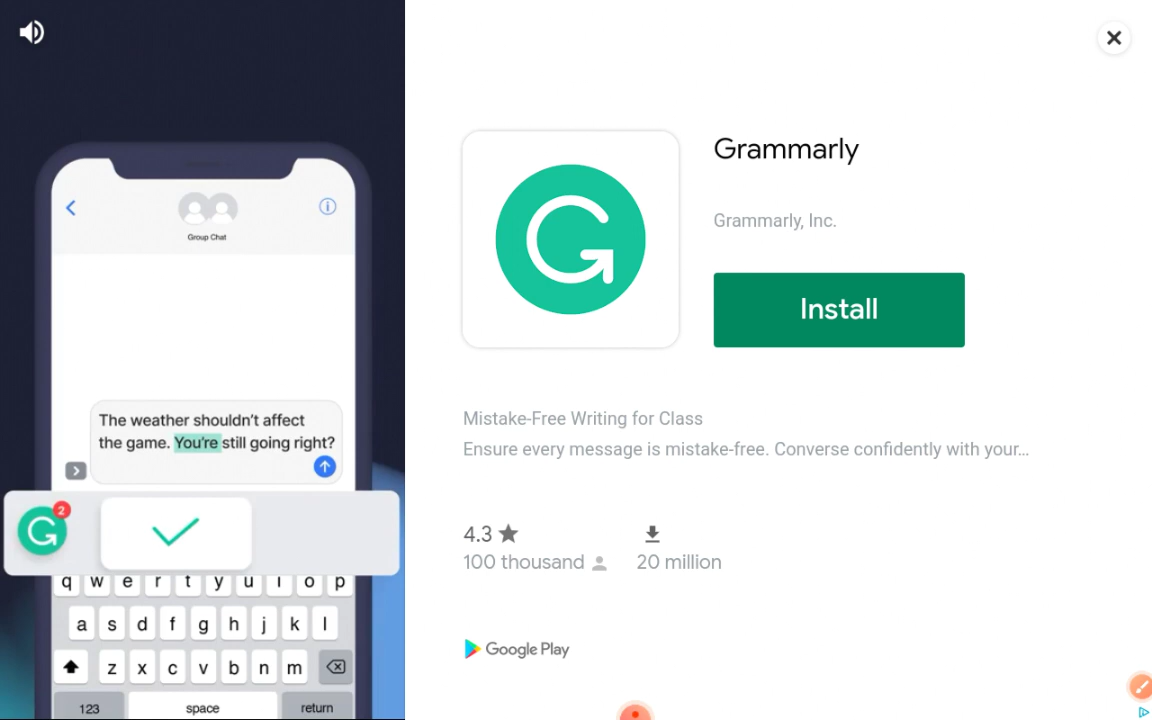 Group Chat
The weather shouldn't affect
the game. You're still going right?
2
q w e r t y u i o p
a s d f g h j k l
z x c v b n m
123 space return
Grammarly
Grammarly, Inc.
Install
Mistake-Free Writing for Class
Ensure every message is mistake-free. Converse confidently with your...
4.3
100 thousand
20 million
Google Play